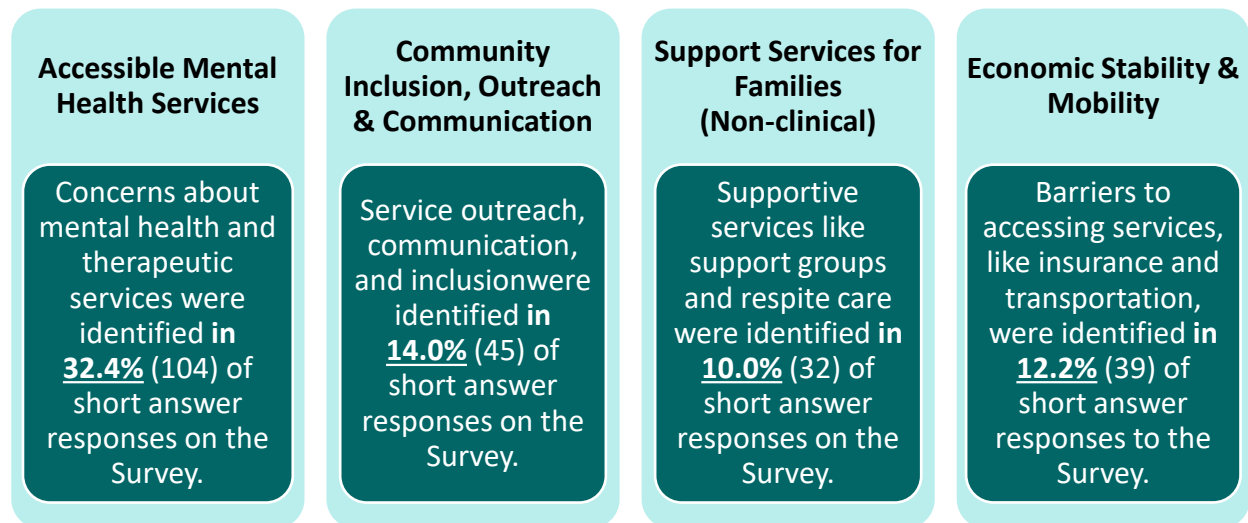 Accessible Mental
Health Services
Concerns about
mental health and
therapeutic
services were
identified in
32.4% (104) of
short answer
responses on the
Survey.
Community
Inclusion, Outreach
& Communication
Service outreach,
communication,
and inclusionwere
identified in
14.0% (45) of
short answer
responses on the
Survey.
Support Services for
Families
(Non-clinical)
Supportive
services like
support groups
and respite care
were identified in
10.0% (32) of
short answer
responses on the
Survey.
Economic Stability &
Mobility
Barriers to
accessing services,
like insurance and
transportation,
were identified in
12.2% (39) of
short answer
responses to the
Survey.